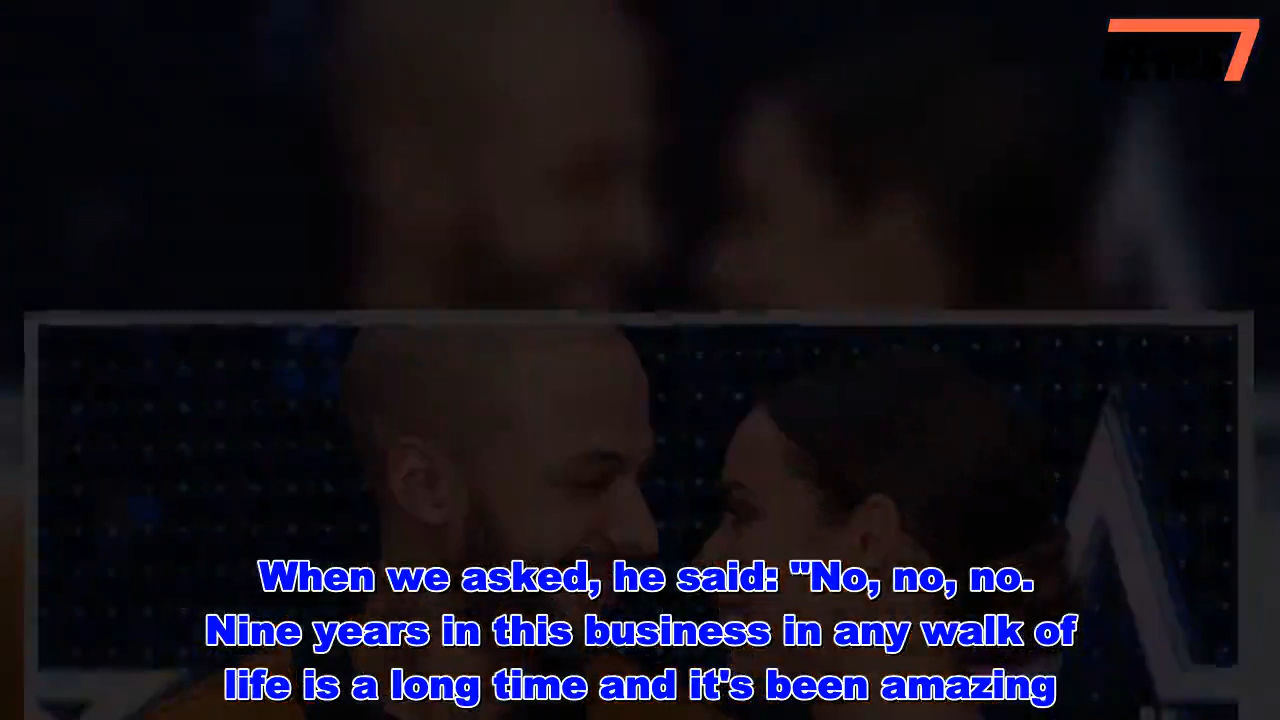 When we asked, he said: "No, no, no.
Nine years in this business in any walk of
life is a long time and it's been amazing